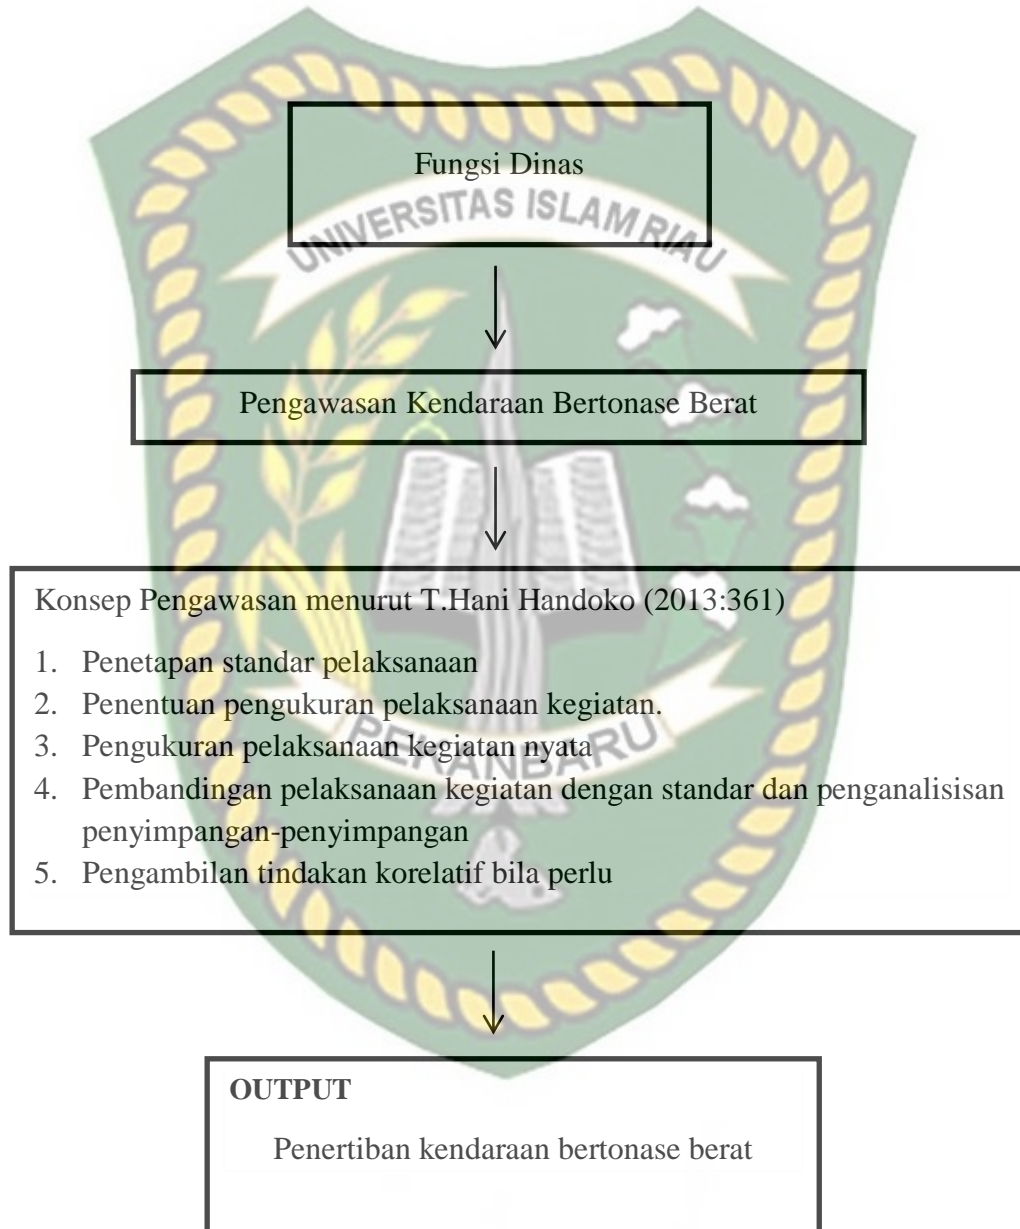 Fungsi Dinas
UNIVERSITAS ISLAM RIAU
Pengawasan Kendaraan Bertonase Berat
Konsep Pengawasan menurut T.Hani Handoko (2013:361)
1. Penetapan standar pelaksanaan
2. Penentuan pengukuran pelaksanaan kegiatan.
PEKANBARU
3. Pengukuran pelaksanaan kegiatan nyata
4. Pembandingan pelaksanaan kegiatan dengan standar dan penganalisisan
penyimpangan-penyimpangan
5. Pengambilan tindakan korelatif bila perlu
OUTPUT
Penertiban kendaraan bertonase berat